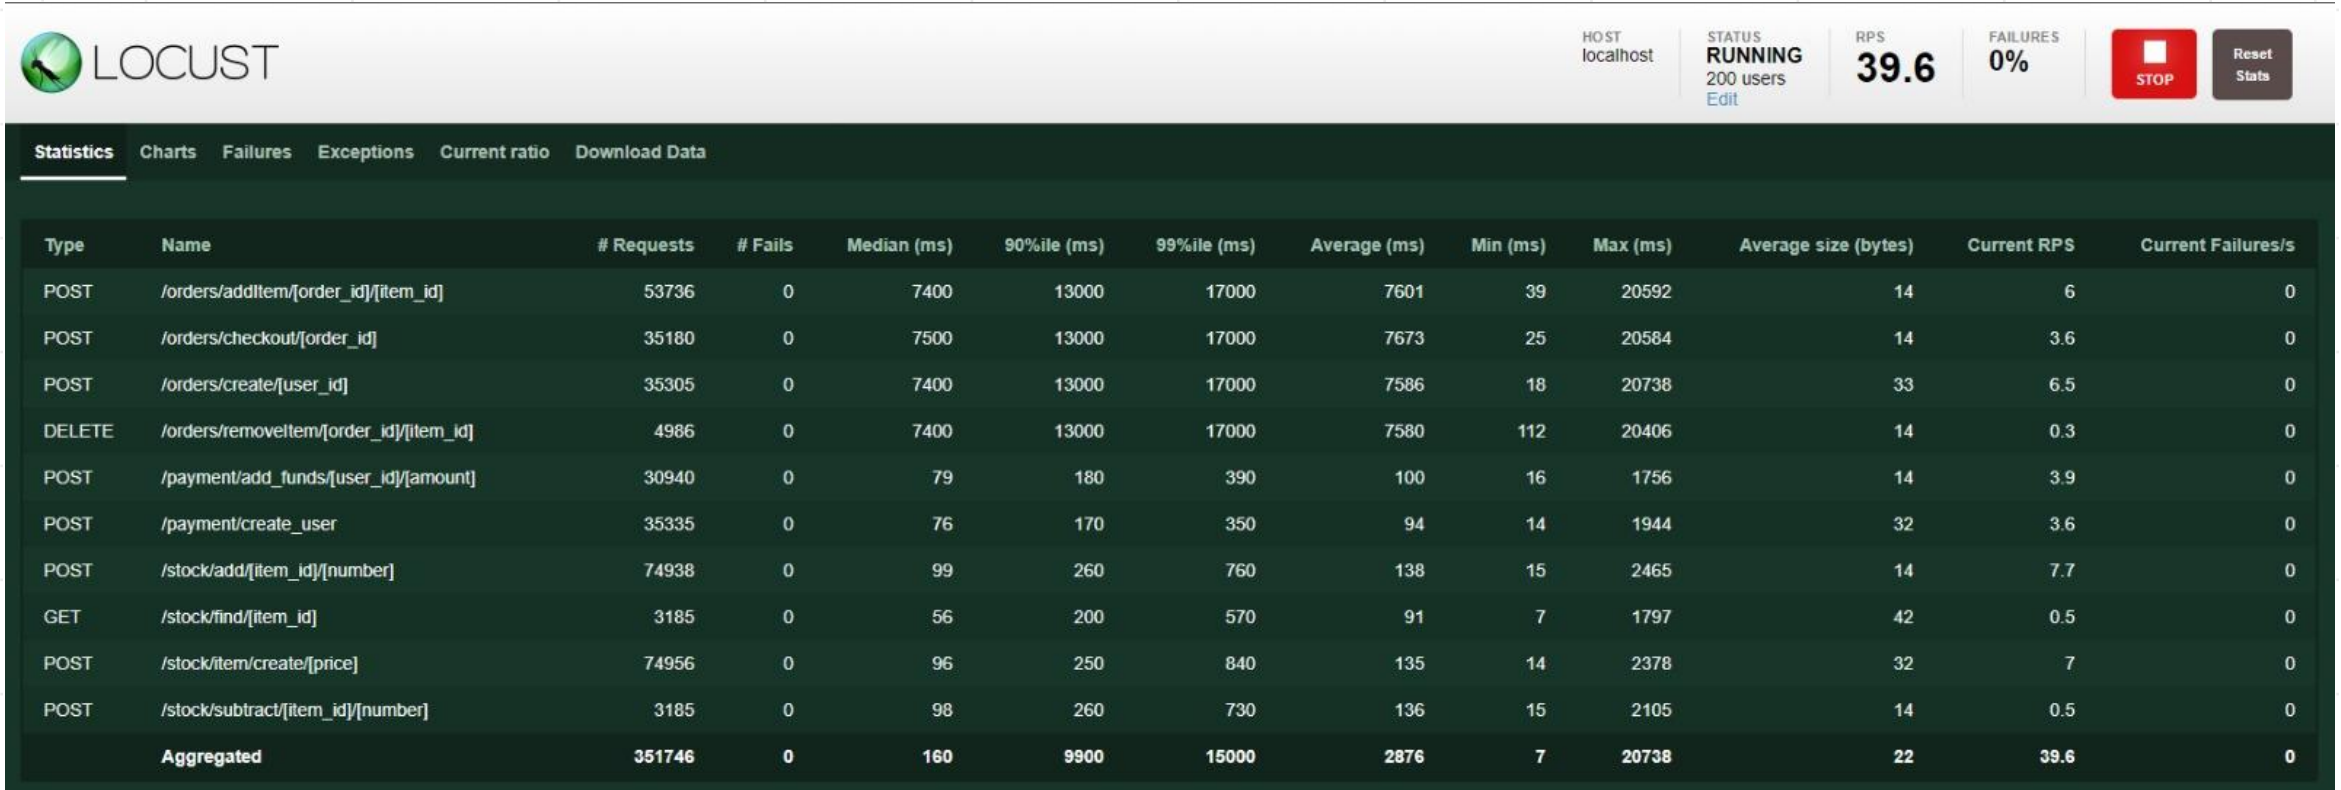 LOCUST
HOST
localhost
STATUS
RUNNING
200 users
Edit
RPS
39.6
FAILURES
0%
STOP
Reset
Stats
Statistics Charts Failures Exceptions Current ratio Download Data
Type Name # Requests # Fails Median (ms) 90%ile (ms) 99%ile (ms) Average (ms) Min (ms) Max (ms) Average size (bytes) Current RPS Current Failures/s
POST /orders/addItem/[order_id]/[item_id] 53736 0 7400 13000 17000 7601 39 20592 14 6 0
POST /orders/checkout/[order_id] 35180 0 7500 13000 17000 7673 25 20584 14 3.6 0
POST /orders/create/[user_id] 35305 0 7400 13000 17000 7586 18 20738 33 6.5 0
DELETE /orders/removeItem/[order_id]/[item_id] 4986 0 7400 13000 17000 7580 112 20406 14 0.3 0
POST /payment/add_funds/[user_id]/[amount] 30940 0 79 180 390 100 16 1756 14 3.9 0
POST /payment/create_user 35335 0 76 170 350 94 14 1944 32 3.6 0
POST /stock/add/[item_id]/[number] 74938 0 99 260 760 138 15 2465 14 7.7 0
GET /stock/find/[item_id] 3185 0 56 200 570 91 7 1797 42 0.5 0
POST /stock/item/create/[price] 74956 0 96 250 840 135 14 2378 32 7 0
POST /stock/subtract/[item_id]/[number] 3185 0 98 260 730 136 15 2105 14 0.5 0
Aggregated 351746 0 160 9900 15000 2876 7 20738 22 39.6 0